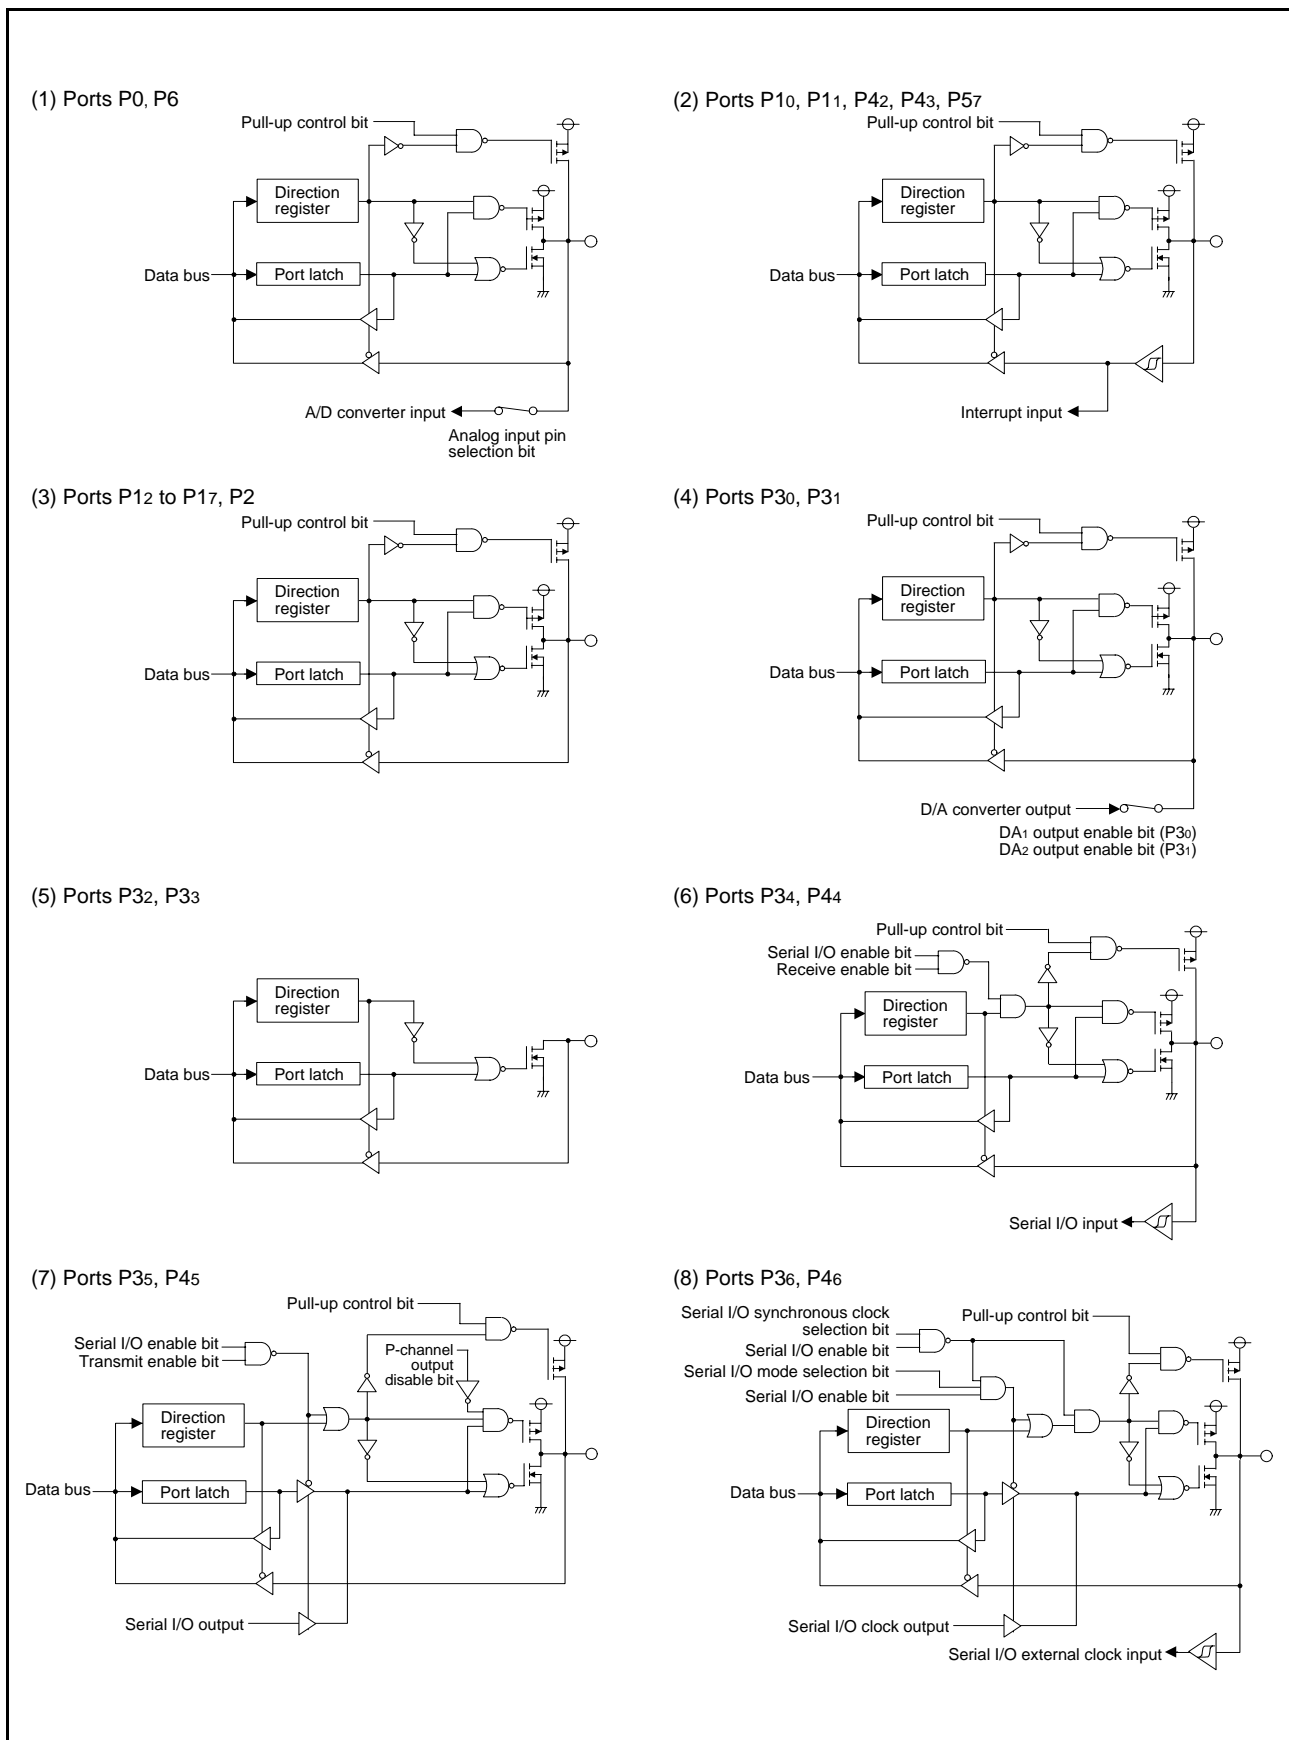 (1) Ports P0, P6
Pull-up control bit
Direction
register
Data bus
Port latch
A/D converter input
Analog input pin
selection bit
(2) Ports P10, P11, P42, P43, P57
Pull-up control bit
Direction
register
Data bus
Port latch
Interrupt input
(3) Ports P12 to P17, P2
Pull-up control bit
Direction
register
Data bus
Port latch
(4) Ports P30, P31
Pull-up control bit
Direction
register
Data bus
Port latch
D/A converter output
DA1 output enable bit (P30)
DA2 output enable bit (P31)
(5) Ports P32, P33
Direction
register
Data bus
Port latch
(6) Ports P34, P44
Pull-up control bit
Serial I/O enable bit
Receive enable bit
Direction
register
Data bus
Port latch
Serial I/O input
(7) Ports P35, P45
Pull-up control bit
Serial I/O enable bit
Transmit enable bit
P-channel
output
disable bit
Direction
register
Data bus
Port latch
Serial I/O output
(8) Ports P36, P46
Serial I/O synchronous clock
selection bit
Serial I/O enable bit
Pull-up control bit
Serial I/O mode selection bit
Serial I/O enable bit
Direction
register
Data bus
Port latch
Serial I/O clock output
Serial I/O external clock input